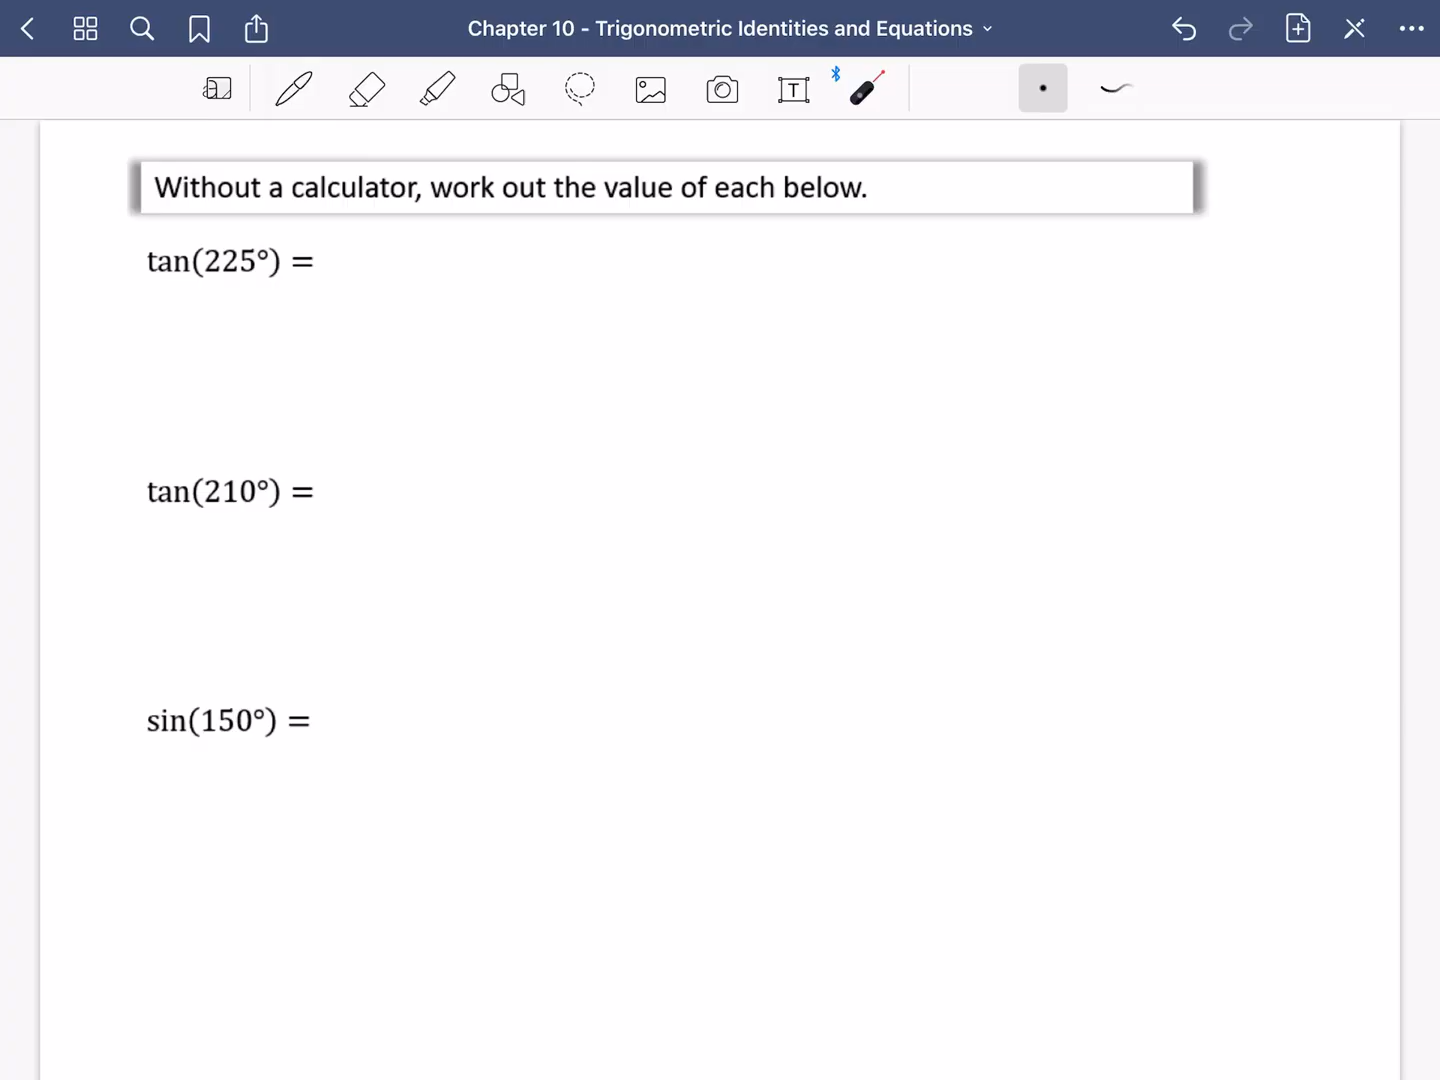 Chapter 10 - Trigonometric Identities and Equations
T
Without a calculator, work out the value of each below.
tan(225°) =
tan(210°) =
sin(150°) =